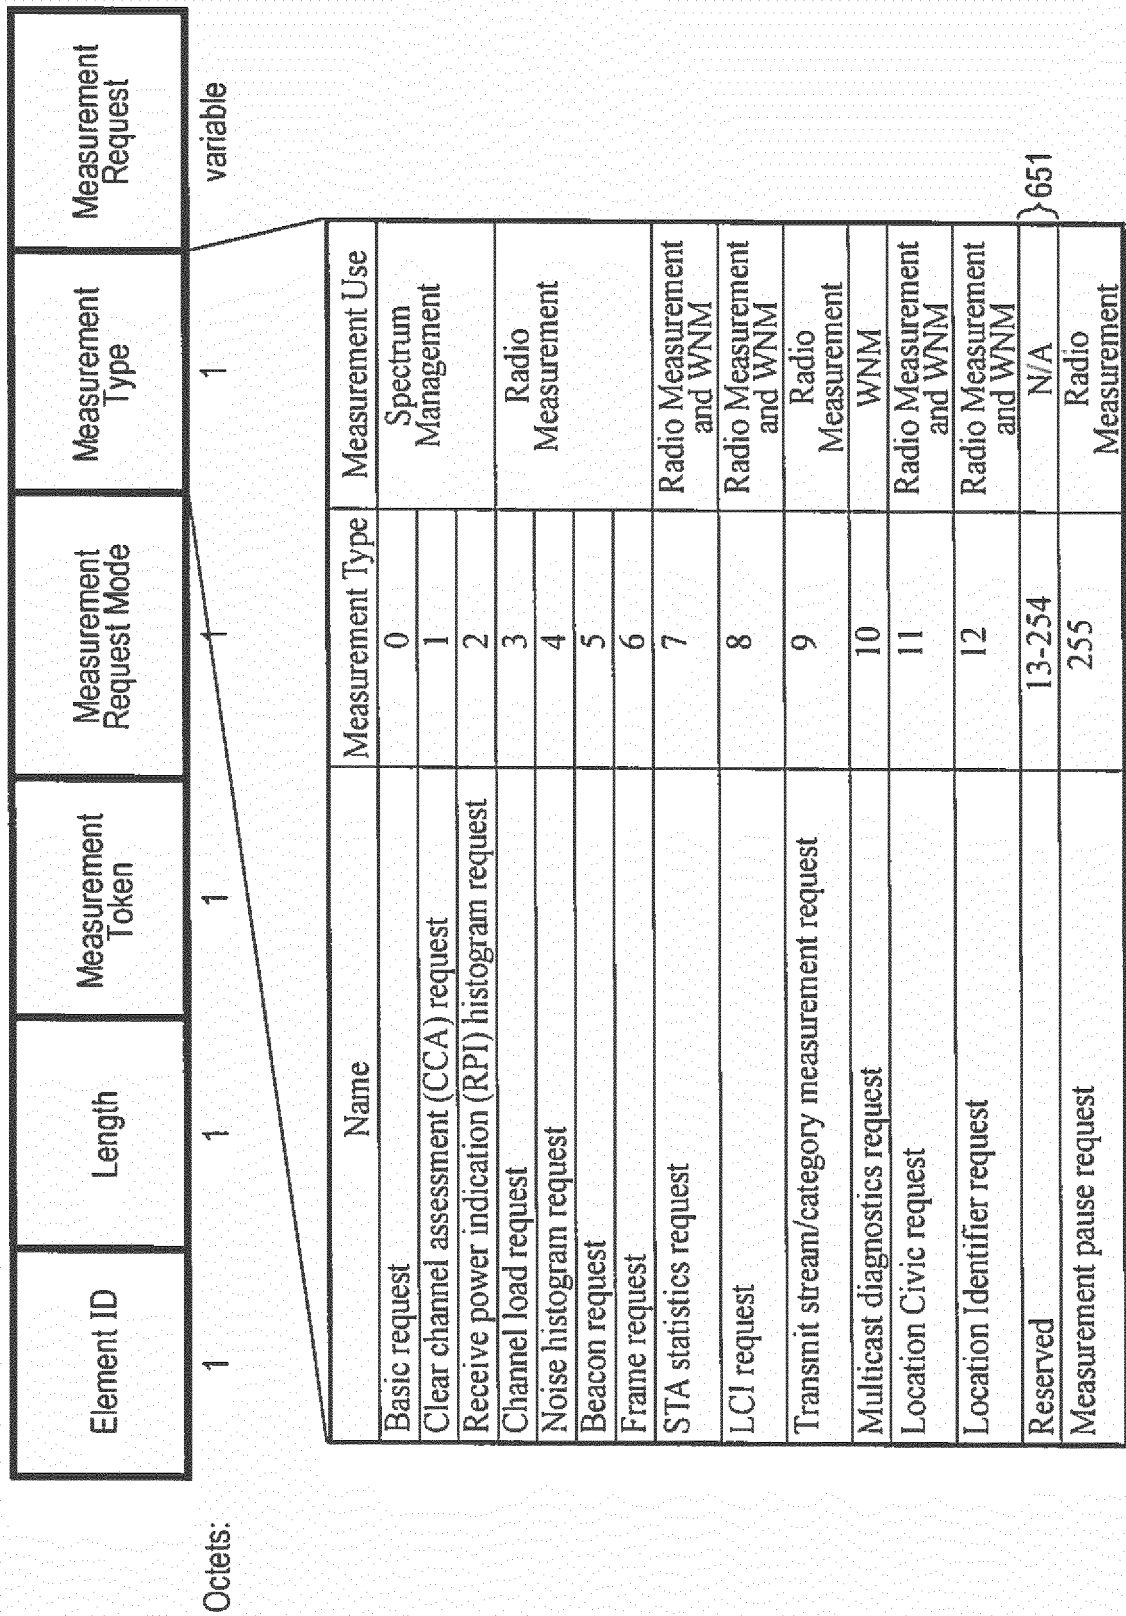 Element ID
Length
Measurement
Token
Measurement
Request Mode
Measurement
Type
Measurement
Request
Octets:
1
1
1
1
1
variable
Name
Measurement Type
Measurement Use
Basic request
0
Spectrum
Management
Clear channel assessment (CCA) request
1
Receive power indication (RPI) histogram request
2
Channel load request
3
Radio
Measurement
Noise histogram request
4
Beacon request
5
Frame request
6
STA statistics request
7
Radio Measurement
and WNM
LCI request
8
Radio Measurement
and WNM
Transmit stream/category measurement request
9
Radio
Measurement
Multicast diagnostics request
10
WNM
Location Civic request
11
Radio Measurement
and WNM
Location Identifier request
12
Radio Measurement
and WNM
Reserved
13-254
N/A
651
Measurement pause request
255
Radio
Measurement